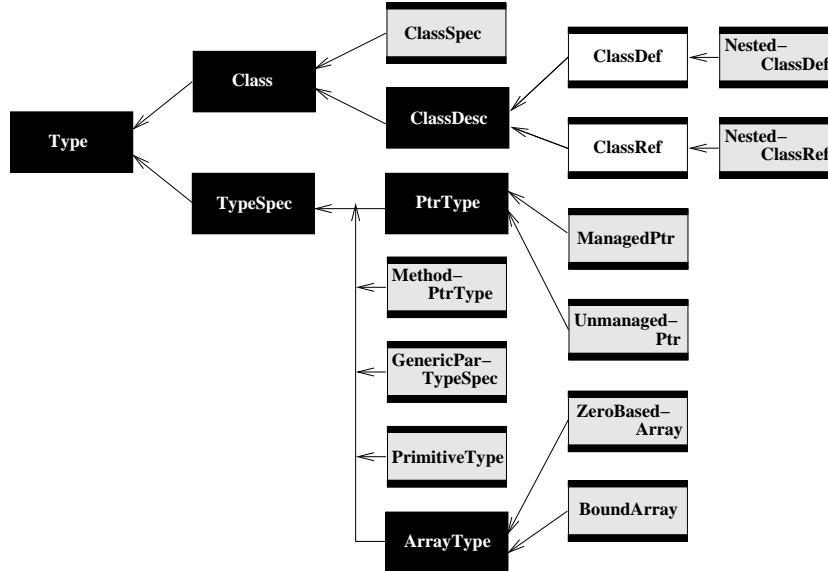 ClassSpec
Nested–
ClassDef
ClassDef
Class
ClassDesc
Type
ClassRef
Nested–
ClassRef
TypeSpec
PtrType
ManagedPtr
Method–
PtrType
Unmanaged–
Ptr
GenericPar–
TypeSpec
ZeroBased–
Array
PrimitiveType
BoundArray
ArrayType